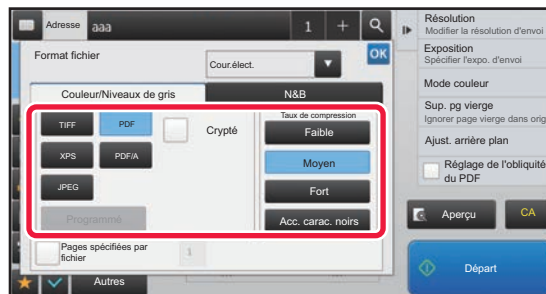 Adresse aaa 1 +
Format fichier
Cour.élect. OK
Couleur/Niveaux de gris N&B
TIFF PDF Crypté
XPS PDF/A
JPEG
Programmé
Taux de compression
Faible
Moyen
Fort
Acc. carac. noirs
Pages spécifiées par
fichier
1
Autres
Résolution
Modifier la résolution d'envoi
Exposition
Spécifier l'expo. d'envoi
Mode couleur
Sup. pg vierge
Ignorer page vierge dans orig
Ajust. arrière plan
Réglage de l'obliquité
du PDF
Aperçu CA
Départ